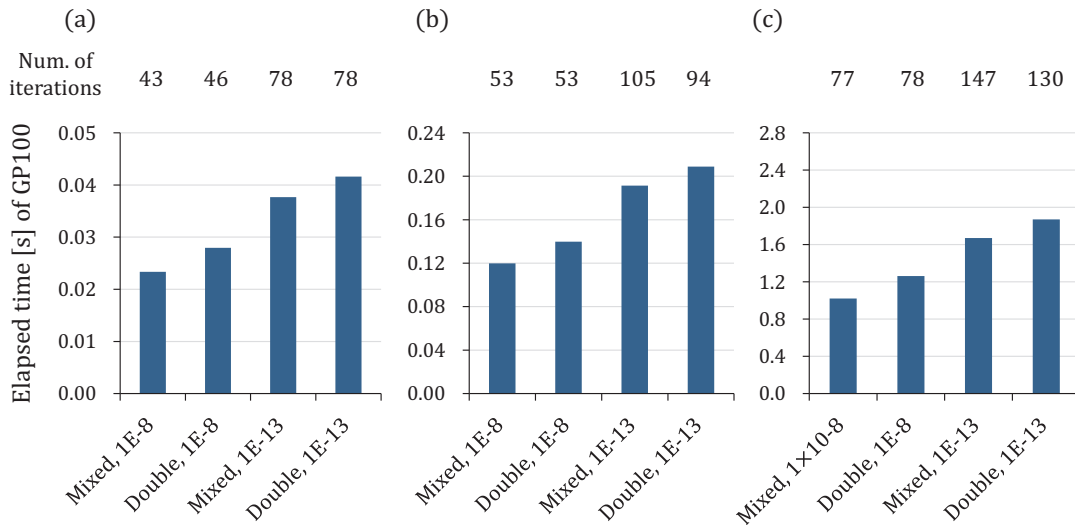 (a)
(b)
(c)
Num. of
iterations
43 46 78 78
53 53 105 94
77 78 147 130
Elapsed time [s] of GP100
0.05
0.04
0.03
0.02
0.01
0.00
Mixed, 1E-8
Double, 1E-8
Mixed, 1E-13
Double, 1E-13
0.24
0.20
0.16
0.12
0.08
0.04
0.00
Mixed, 1E-8
Double, 1E-8
Mixed, 1E-13
Double, 1E-13
2.8
2.4
2.0
1.6
1.2
0.8
0.4
0.0
Mixed, 1×10-8
Double, 1E-8
Mixed, 1E-13
Double, 1E-13